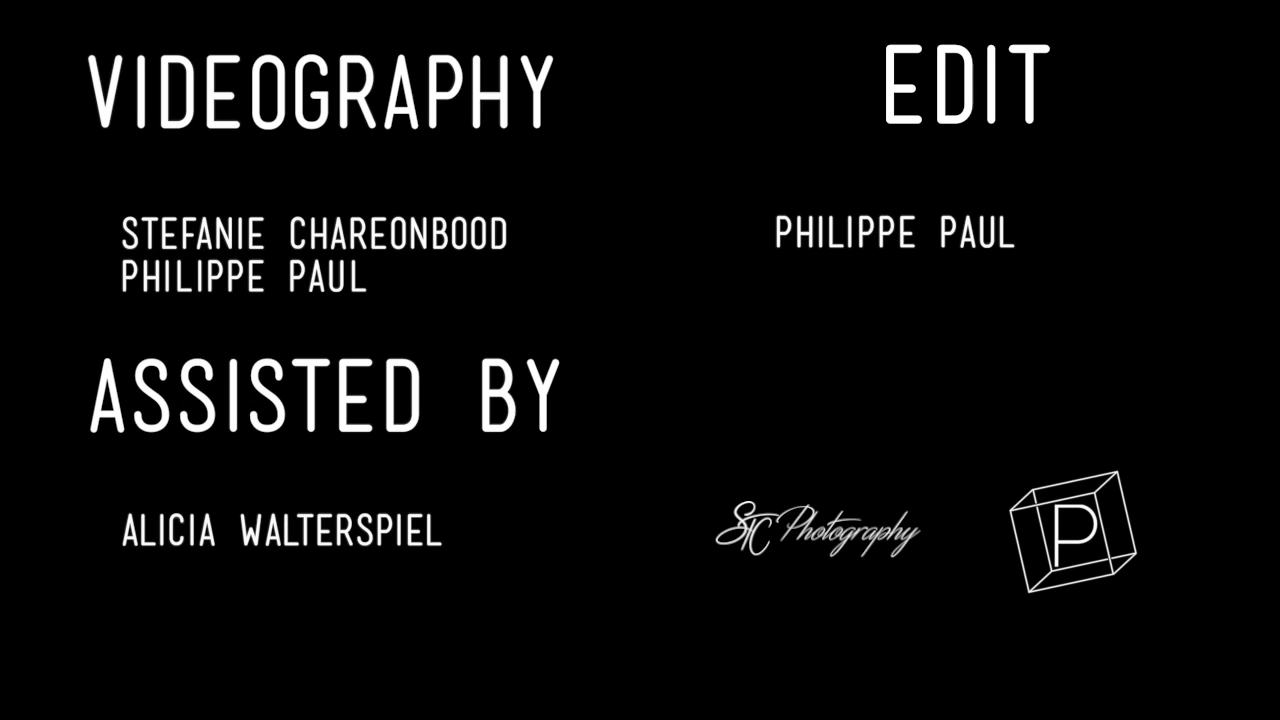 VIDEOGRAPHY
STEFANIE CHAREONBOOD
PHILIPPE PAUL
ASSISTED BY
ALICIA WALTERSPIEL
EDIT
PHILIPPE PAUL
STC Photography
P